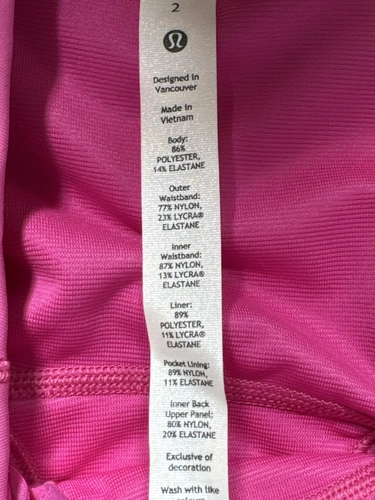 2
Designed in
Vancouver
Made in
Vietnam
Body:
86%
POLYESTER,
14% ELASTANE
Outer
Waistband:
77% NYLON,
23% LYCRA®
ELASTANE
Inner
Waistband:
87% NYLON,
13% LYCRA®
ELASTANE
Liner:
89%
POLYESTER,
11% LYCRA®
ELASTANE
Pocket Lining:
89% NYLON,
11% ELASTANE
Inner Back
Upper Panel:
80% NYLON,
20% ELASTANE
Exclusive of
decoration
Wash with like
colours